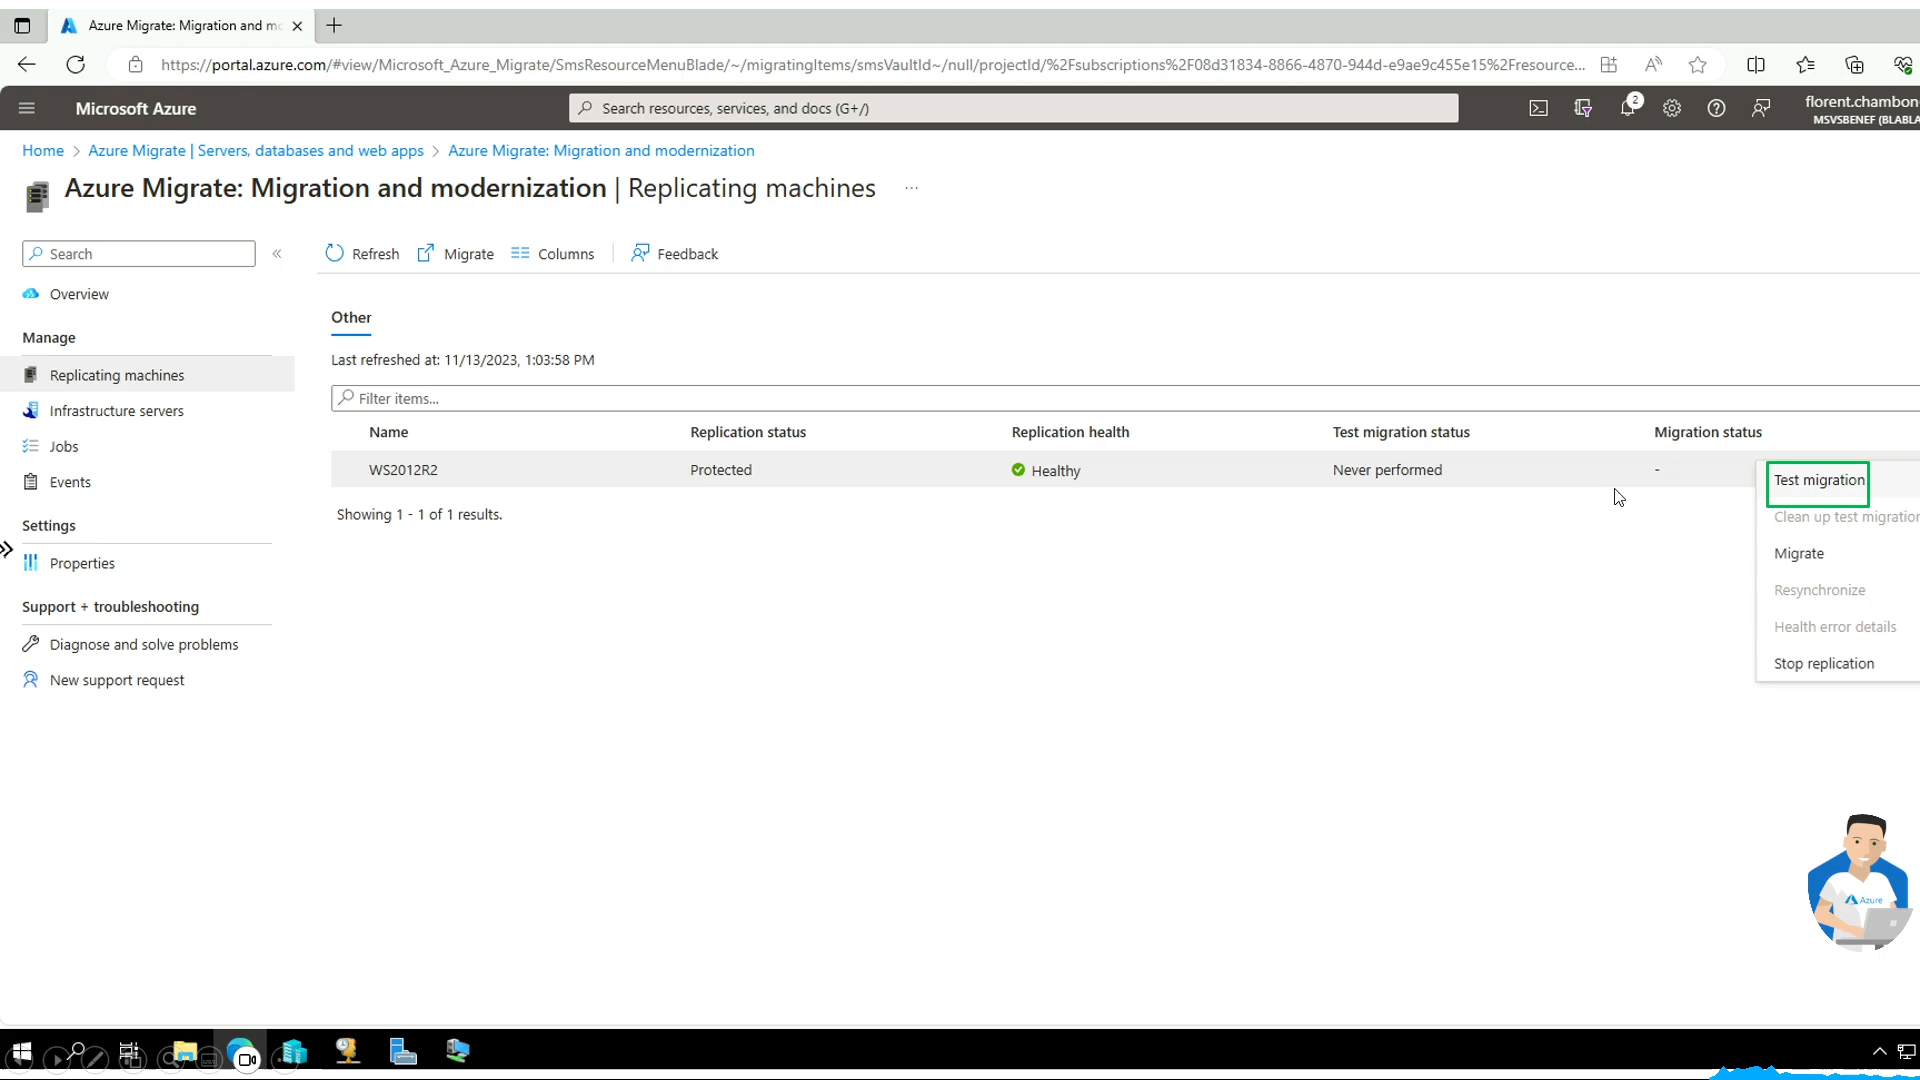 Azure Migrate: Migration and mo
https://portal.azure.com/#view/Microsoft_Azure_Migrate/SmsResourceMenuBlade/~/migratingItems/smsVaultId~/null/projectId/%2Fsubscriptions%2F08d31834-8866-4870-944d-e9ae9c455e15%2Fresource...
Microsoft Azure
Search resources, services, and docs (G+/)
2
florent.chambon
MSVSBENEF (BLABLA
Home > Azure Migrate | Servers, databases and web apps > Azure Migrate: Migration and modernization
Azure Migrate: Migration and modernization | Replicating machines ...
Search
«
Refresh Migrate Columns Feedback
Overview
Manage
Replicating machines
Infrastructure servers
Jobs
Events
Settings
Properties
Support + troubleshooting
Diagnose and solve problems
New support request
Other
Last refreshed at: 11/13/2023, 1:03:58 PM
Filter items...
Name Replication status Replication health Test migration status Migration status
WS2012R2 Protected Healthy Never performed -
Showing 1 - 1 of 1 results.
Test migration
Clean up test migration
Migrate
Resynchronize
Health error details
Stop replication
Azure